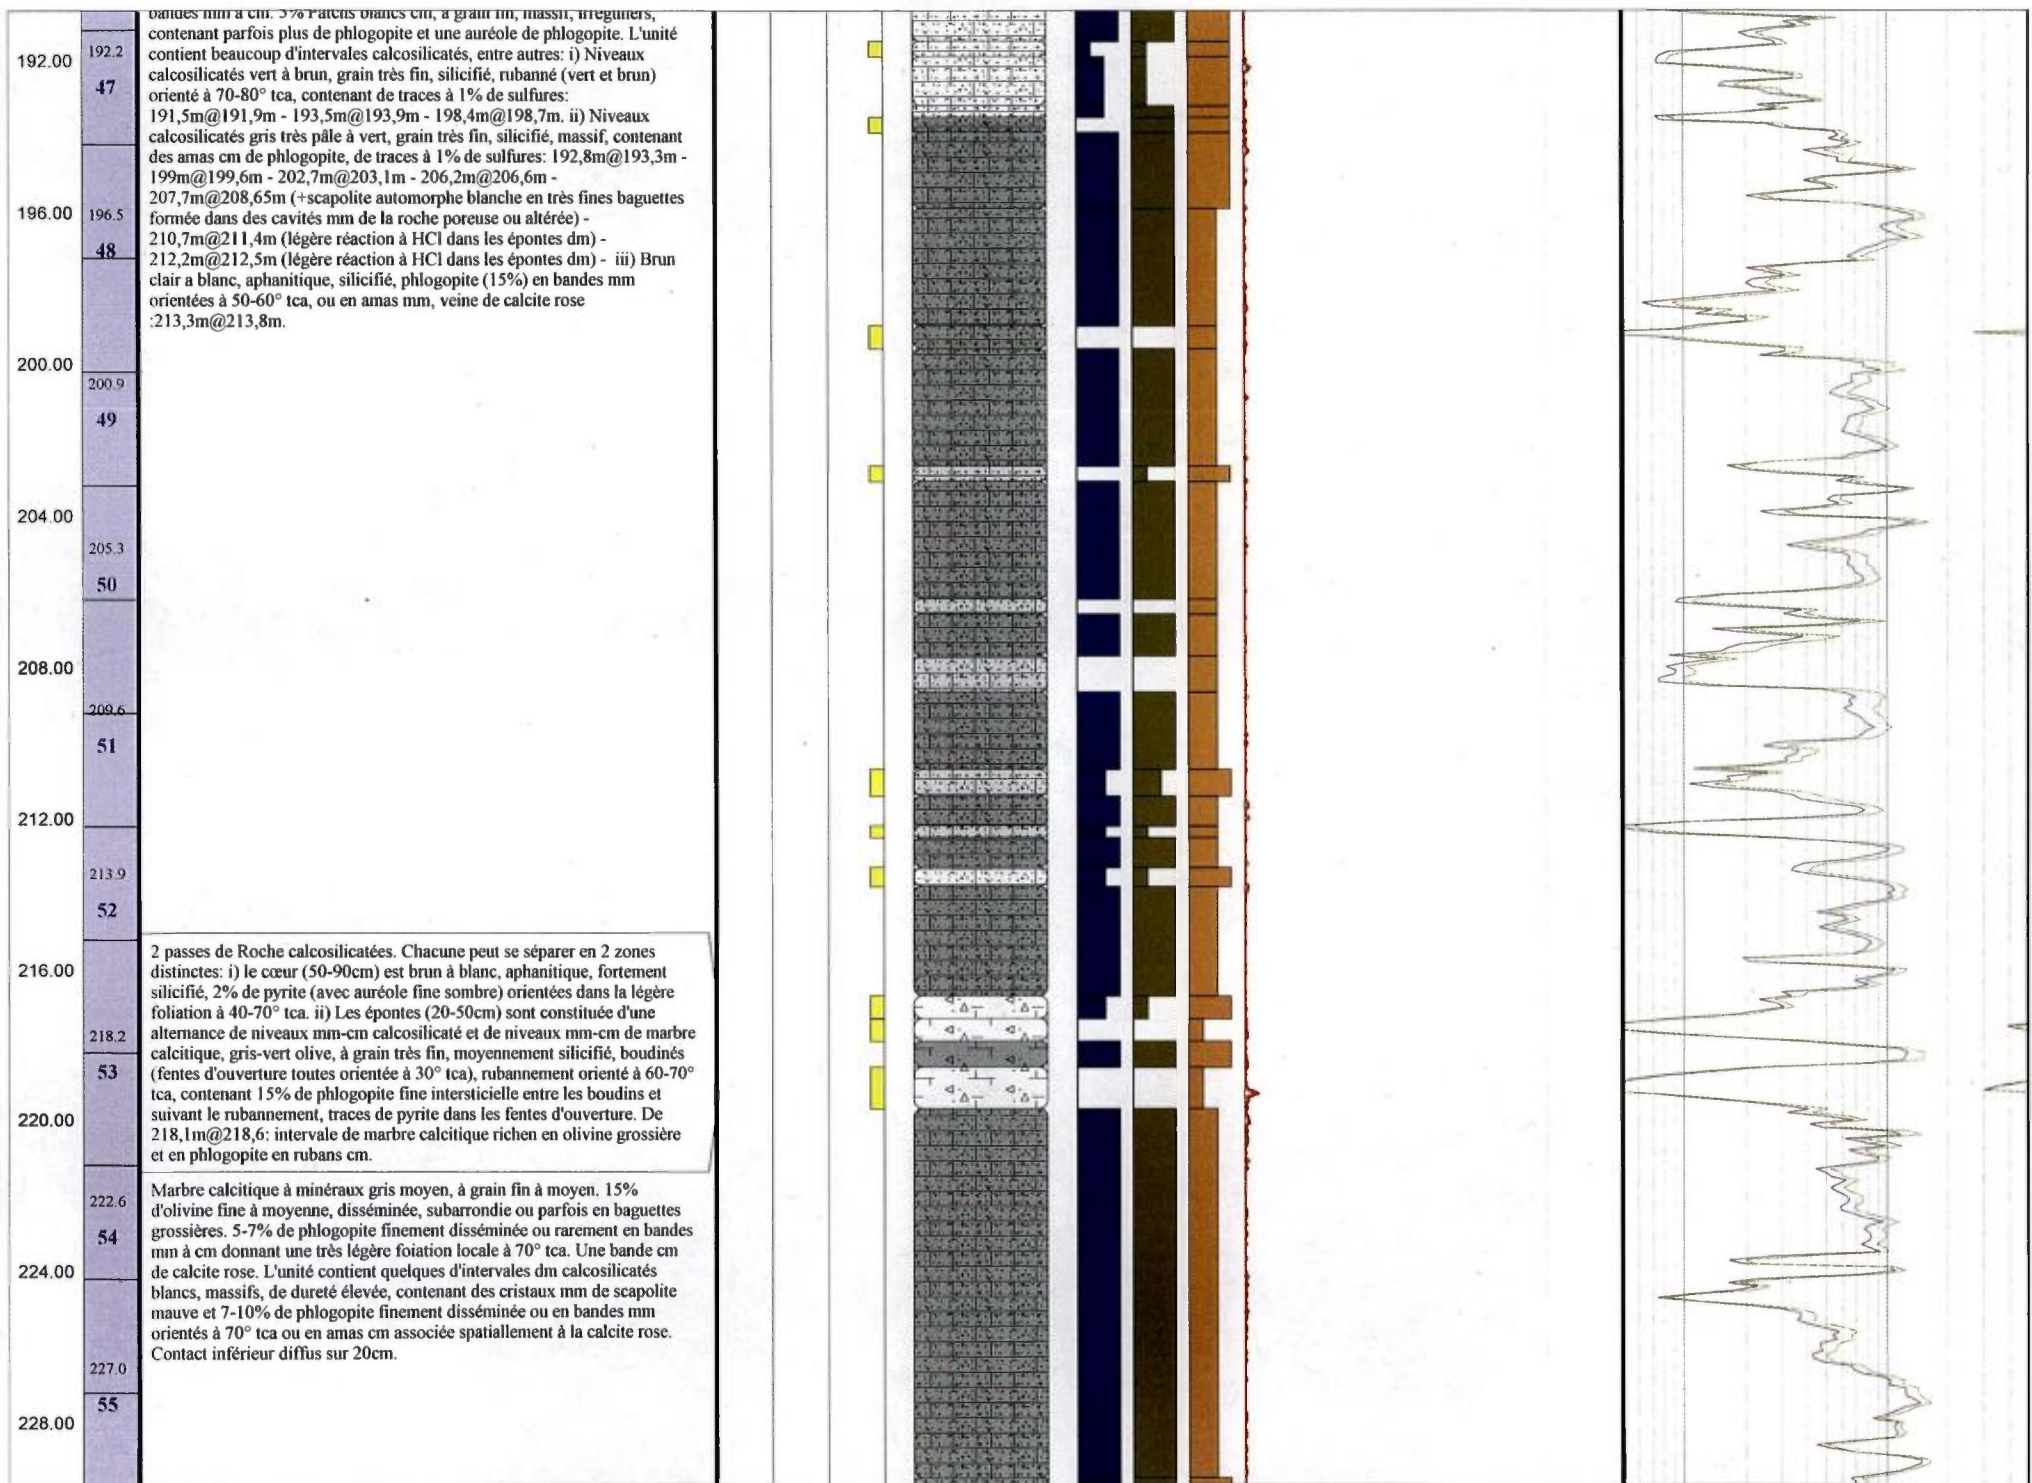 bandes mm à cm. 5% Patchs blancs cm, à grain fin, massif, irréguliers,
contenant parfois plus de phlogopite et une auréole de phlogopite. L'unité
contient beaucoup d'intervales calcosilicatés, entre autres: i) Niveaux
calcosilicatés vert à brun, grain très fin, silicifié, rubanné (vert et brun)
orienté à 70-80° tca, contenant de traces à 1% de sulfures:
191,5m@191,9m - 193,5m@193,9m - 198,4m@198,7m. ii) Niveaux
calcosilicatés gris très pâle à vert, grain très fin, silicifié, massif, contenant
des amas cm de phlogopite, de traces à 1% de sulfures: 192,8m@193,3m -
199m@199,6m - 202,7m@203,1m - 206,2m@206,6m -
207,7m@208,65m (+scapolite automorphe blanche en très fines baguettes
formée dans des cavités mm de la roche poreuse ou altérée) -
210,7m@211,4m (légère réaction à HCl dans les épontes dm) -
212,2m@212,5m (légère réaction à HCl dans les épontes dm) - iii) Brun
clair a blanc, aphanitique, silicifié, phlogopite (15%) en bandes mm
orientées à 50-60° tca, ou en amas mm, veine de calcite rose
:213,3m@213,8m.
192.00
192.2
47
196.00
196.5
48
200.00
200.9
49
204.00
205.3
50
208.00
209.6
51
212.00
213.9
52
216.00
218.2
53
220.00
222.6
54
224.00
227.0
55
228.00
2 passes de Roche calcosilicatées. Chacune peut se séparer en 2 zones
distinctes: i) le cœur (50-90cm) est brun à blanc, aphanitique, fortement
silicifié, 2% de pyrite (avec auréole fine sombre) orientées dans la légère
foliation à 40-70° tca. ii) Les épontes (20-50cm) sont constituée d'une
alternance de niveaux mm-cm calcosilicaté et de niveaux mm-cm de marbre
calcitique, gris-vert olive, à grain très fin, moyennement silicifié, boudinés
(fentes d'ouverture toutes orientée à 30° tca), rubannement orienté à 60-70°
tca, contenant 15% de phlogopite fine intersticielle entre les boudins et
suivant le rubannement, traces de pyrite dans les fentes d'ouverture. De
218,1m@218,6: intervale de marbre calcitique richen en olivine grossière
et en phlogopite en rubans cm.
Marbre calcitique à minéraux gris moyen, à grain fin à moyen. 15%
d'olivine fine à moyenne, disséminée, subarrondie ou parfois en baguettes
grossières. 5-7% de phlogopite finement disséminée ou rarement en bandes
mm à cm donnant une très légère foiation locale à 70° tca. Une bande cm
de calcite rose. L'unité contient quelques d'intervales dm calcosilicatés
blancs, massifs, de dureté élevée, contenant des cristaux mm de scapolite
mauve et 7-10% de phlogopite finement disséminée ou en bandes mm
orientés à 70° tca ou en amas cm associée spatiallement à la calcite rose.
Contact inférieur diffus sur 20cm.